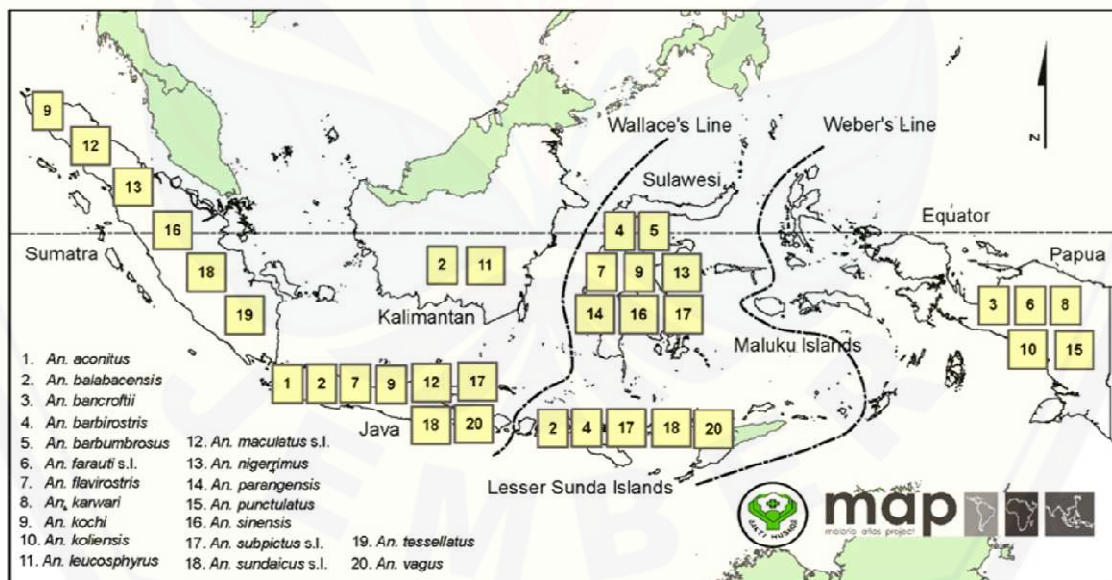 Wallace's Line
Weber's Line
N
9
12
Sulawesi
13
16
4 5
Equator
Sumatra
2 11
7 9 13
Papua
18
3 6 8
Kalimantan
14 16 17
19
Maluku Islands
10 15
1 2 7 9 12 17
Java
18 20
2 4 17 18 20
Lesser Sunda Islands
1. An. aconitus
2. An. balabacensis
3. An. bancroftii
4. An. barbirostris
5. An. barbumbrosus
6. An. farauti s.l.
7. An. flavirostris
8. An. karwari
9. An. kochi
10. An. koliensis
11. An. leucosphyrus
12. An. maculatus s.l.
13. An. nigerrimus
14. An. parangensis
15. An. punctulatus
16. An. sinensis
17. An. subpictus s.l.
18. An. sundaicus s.l.
19. An. tessellatus
20. An. vagus
BAKTI HUSADA
map
malaria atlas project
JEMBER